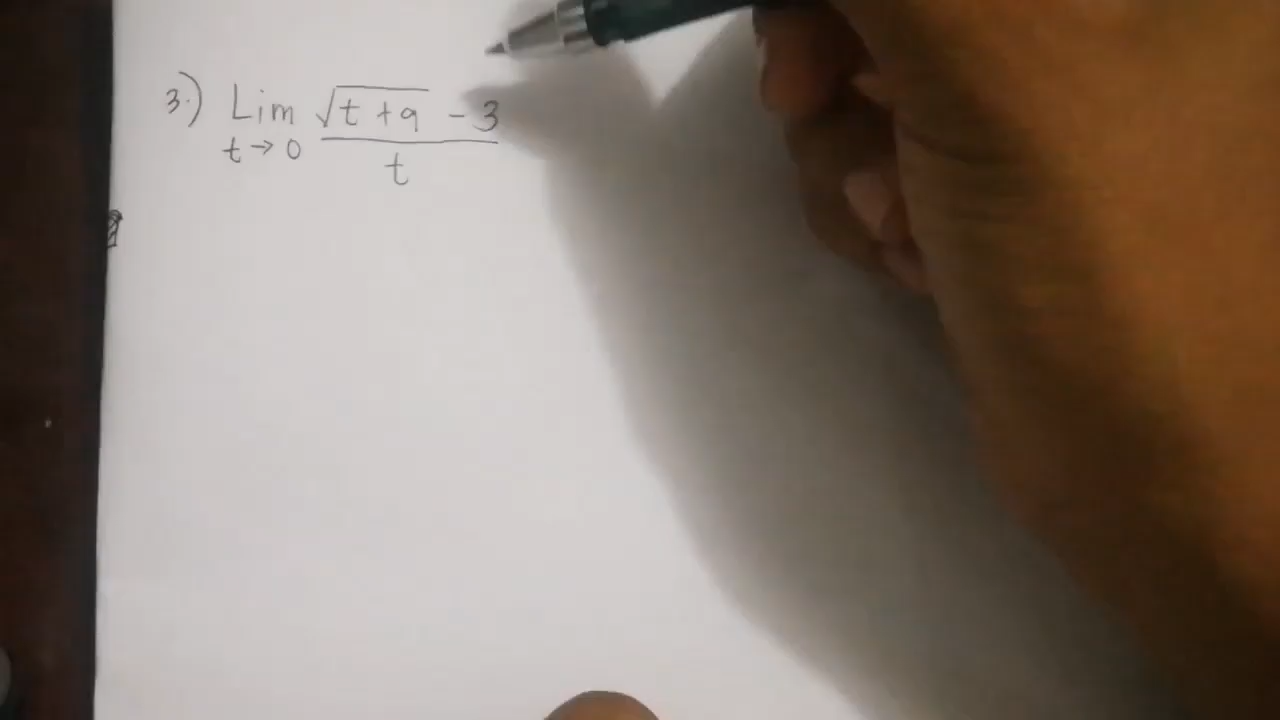 3.) Lim √t + 9 - 3
t → 0 t